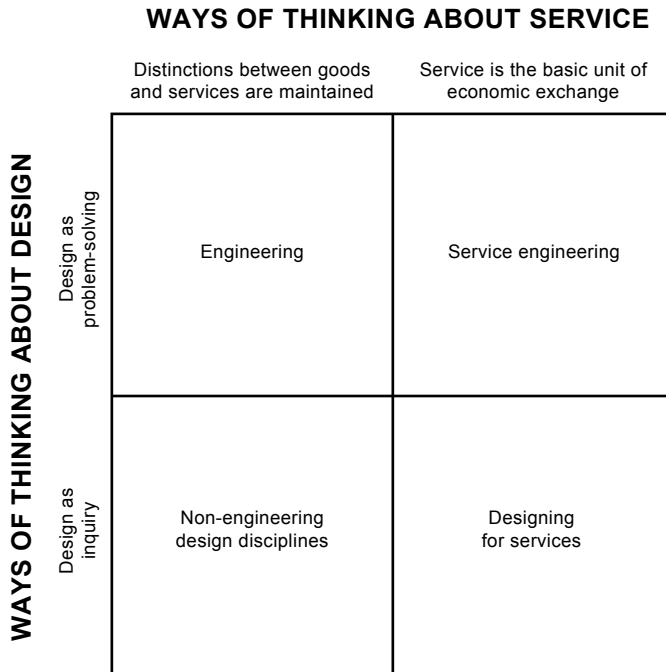 WAYS OF THINKING ABOUT SERVICE
Distinctions between goods
and services are maintained
Service is the basic unit of
economic exchange
WAYS OF THINKING ABOUT DESIGN
Design as
problem-solving
Engineering
Service engineering
Design as
inquiry
Non-engineering
design disciplines
Designing
for services